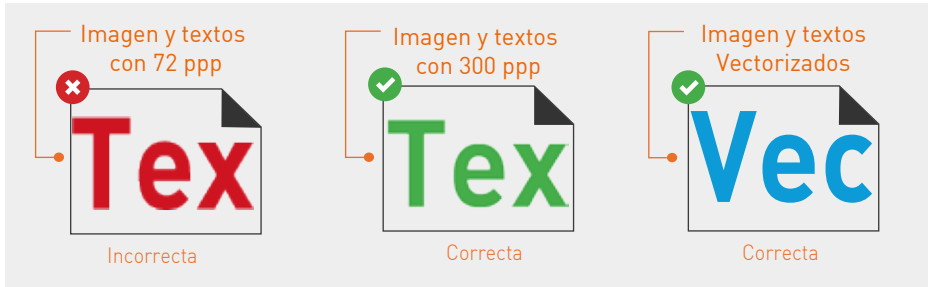 Imagen y textos
con 72 ppp
Tex
Incorrecta
Imagen y textos
con 300 ppp
Tex
Correcta
Imagen y textos
Vectorizados
Vec
Correcta